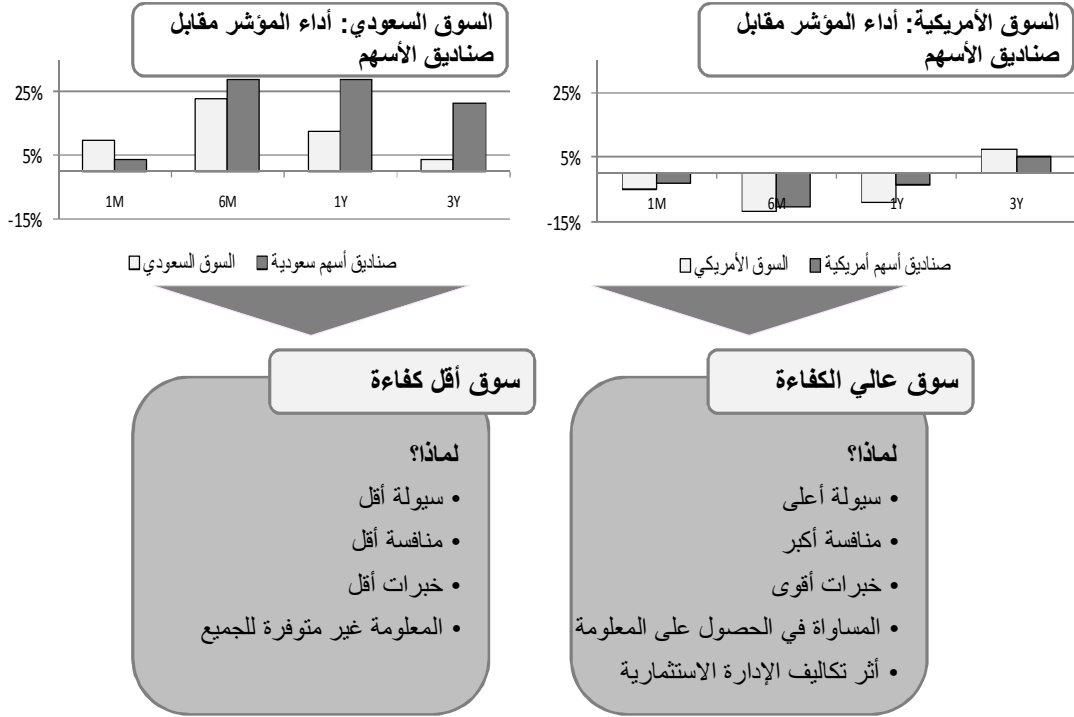 السوق الأمريكية: أداء المؤشر مقابل
صناديق الأسهم
25%
5%
-15%
1M
6M
1Y
3Y
السوق الأمريكي
صناديق أسهم أمريكية
سوق عالي الكفاءة
لماذا؟
• سيولة أعلى
• منافسة أكبر
• خبرات أقوى
• المساواة في الحصول على المعلومة
• أثر تكاليف الإدارة الاستثمارية
السوق السعودي: أداء المؤشر مقابل
صناديق الأسهم
25%
5%
-15%
1M
6M
1Y
3Y
السوق السعودي
صناديق أسهم سعودية
سوق أقل كفاءة
لماذا؟
• سيولة أقل
• منافسة أقل
• خبرات أقل
• المعلومة غير متوفرة للجميع